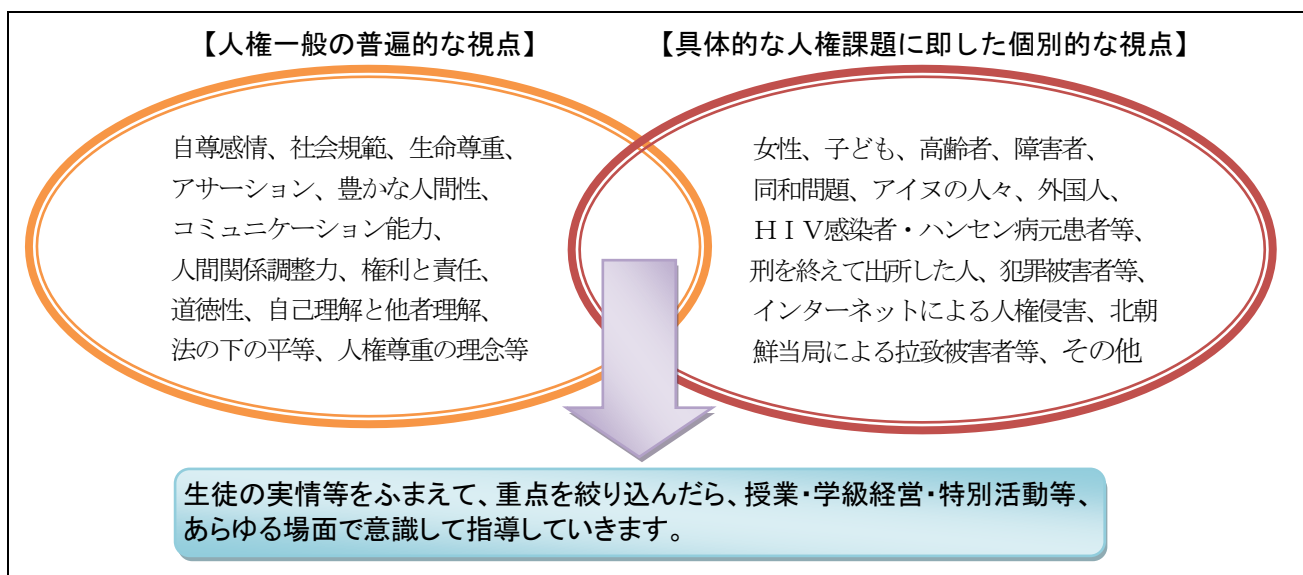 【人権一般の普遍的な視点】
自尊感情、社会規範、生命尊重、
アサーション、豊かな人間性、
コミュニケーション能力、
人間関係調整力、権利と責任、
道徳性、自己理解と他者理解、
法の下の平等、人権尊重の理念等
【具体的な人権課題に即した個別的な視点】
女性、子ども、高齢者、障害者、
同和問題、アイヌの人々、外国人、
ＨＩＶ感染者・ハンセン病元患者等、
刑を終えて出所した人、犯罪被害者等、
インターネットによる人権侵害、北朝
鮮当局による拉致被害者等、その他
生徒の実情等をふまえて、重点を絞り込んだら、授業・学級経営・特別活動等、
あらゆる場面で意識して指導していきます。